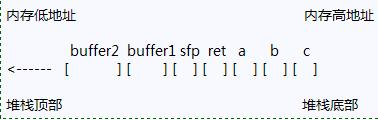 内存低地址 内存高地址
buffer2 buffer1 sfp ret a b c
<------ [ ] [ ] [ ] [ ] [ ] [ ] [ ]
堆栈顶部 堆栈底部